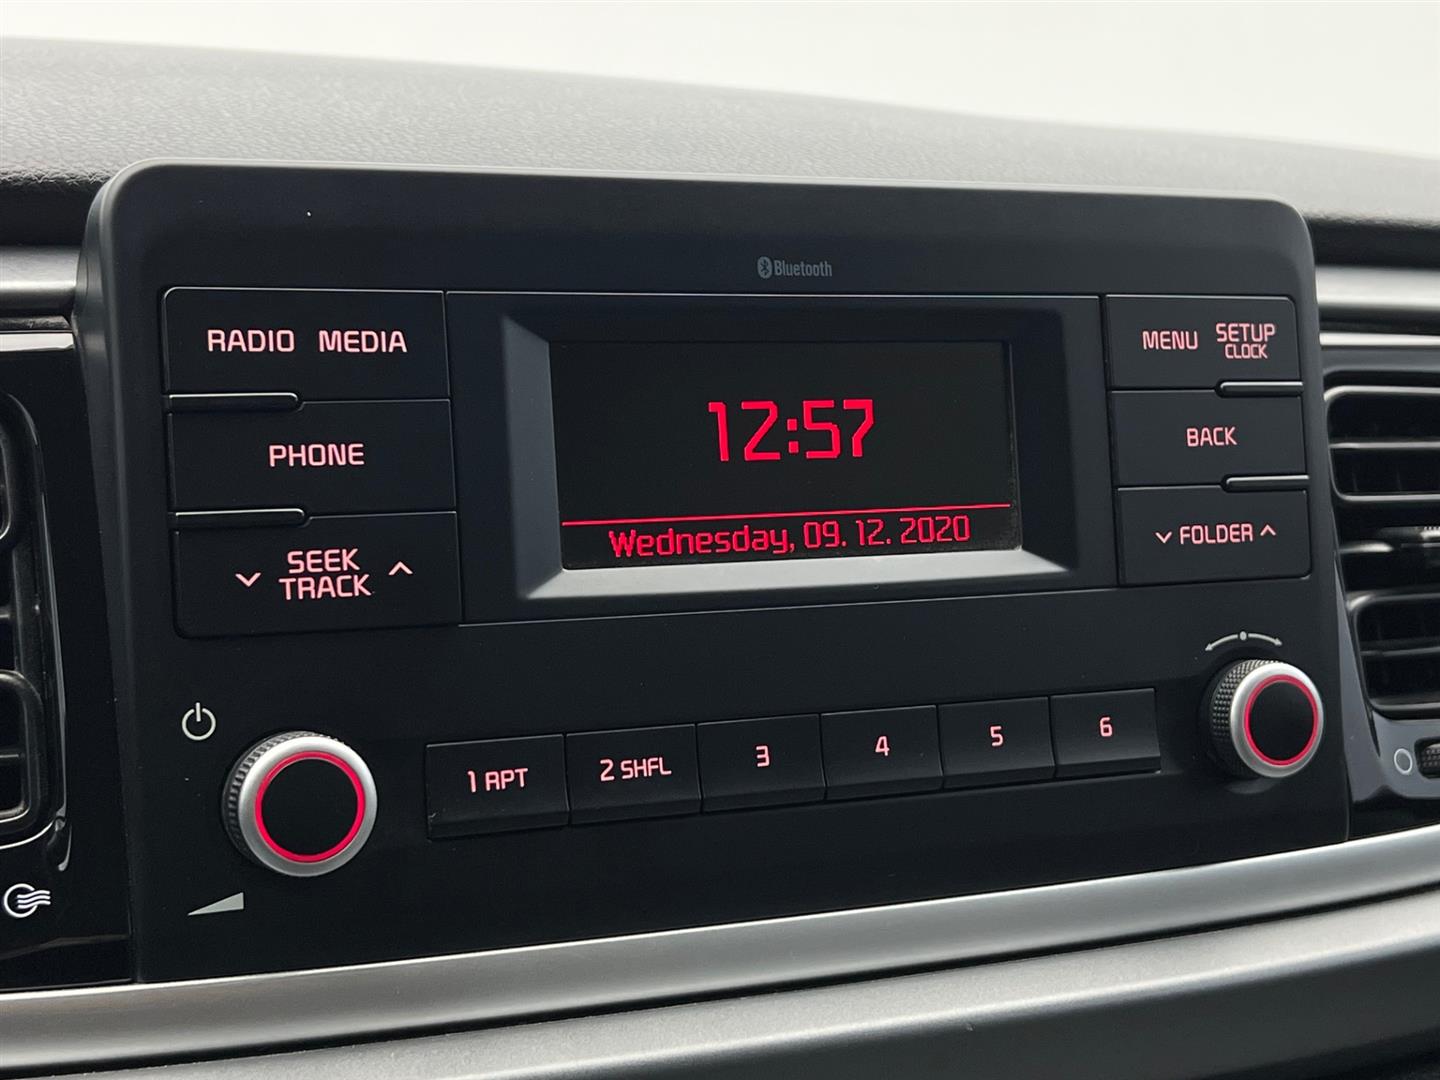 Bluetooth
RADIO MEDIA
PHONE
SEEK
TRACK
12:57
Wednesday, 09. 12. 2020
MENU SETUP
CLOCK
BACK
FOLDER
1 RPT
2 SHFL
3
4
5
6